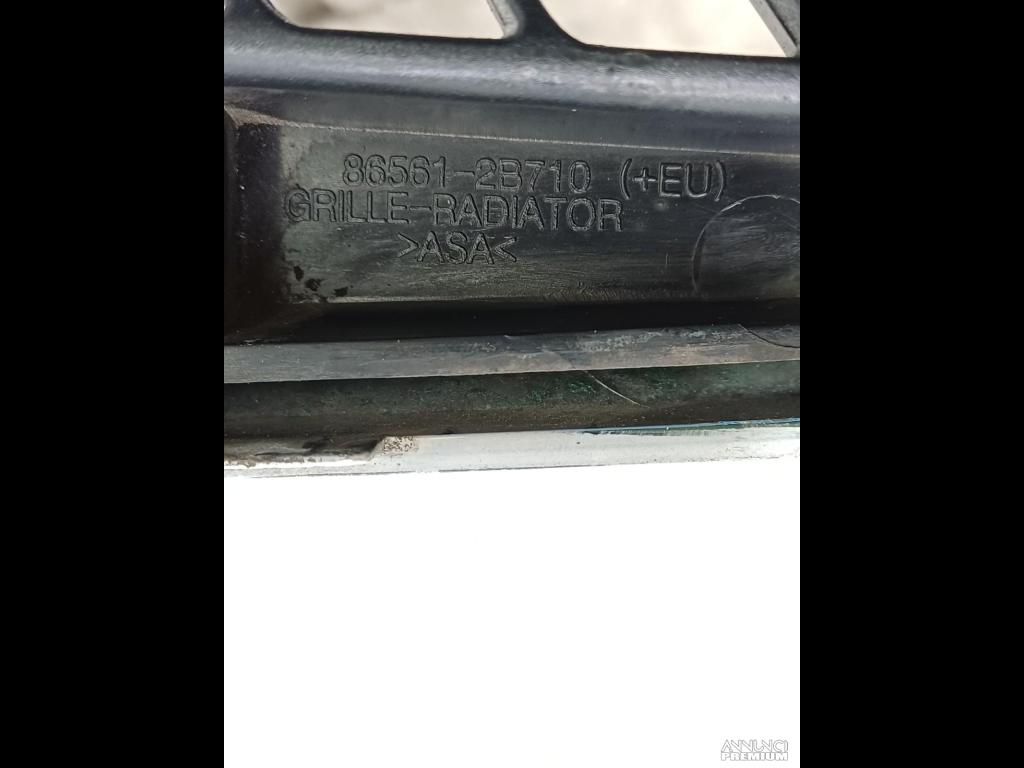 86561-2B710 (+EU)
GRILLE-RADIATOR
>ASA<
ANNUNCI
PREMIUM